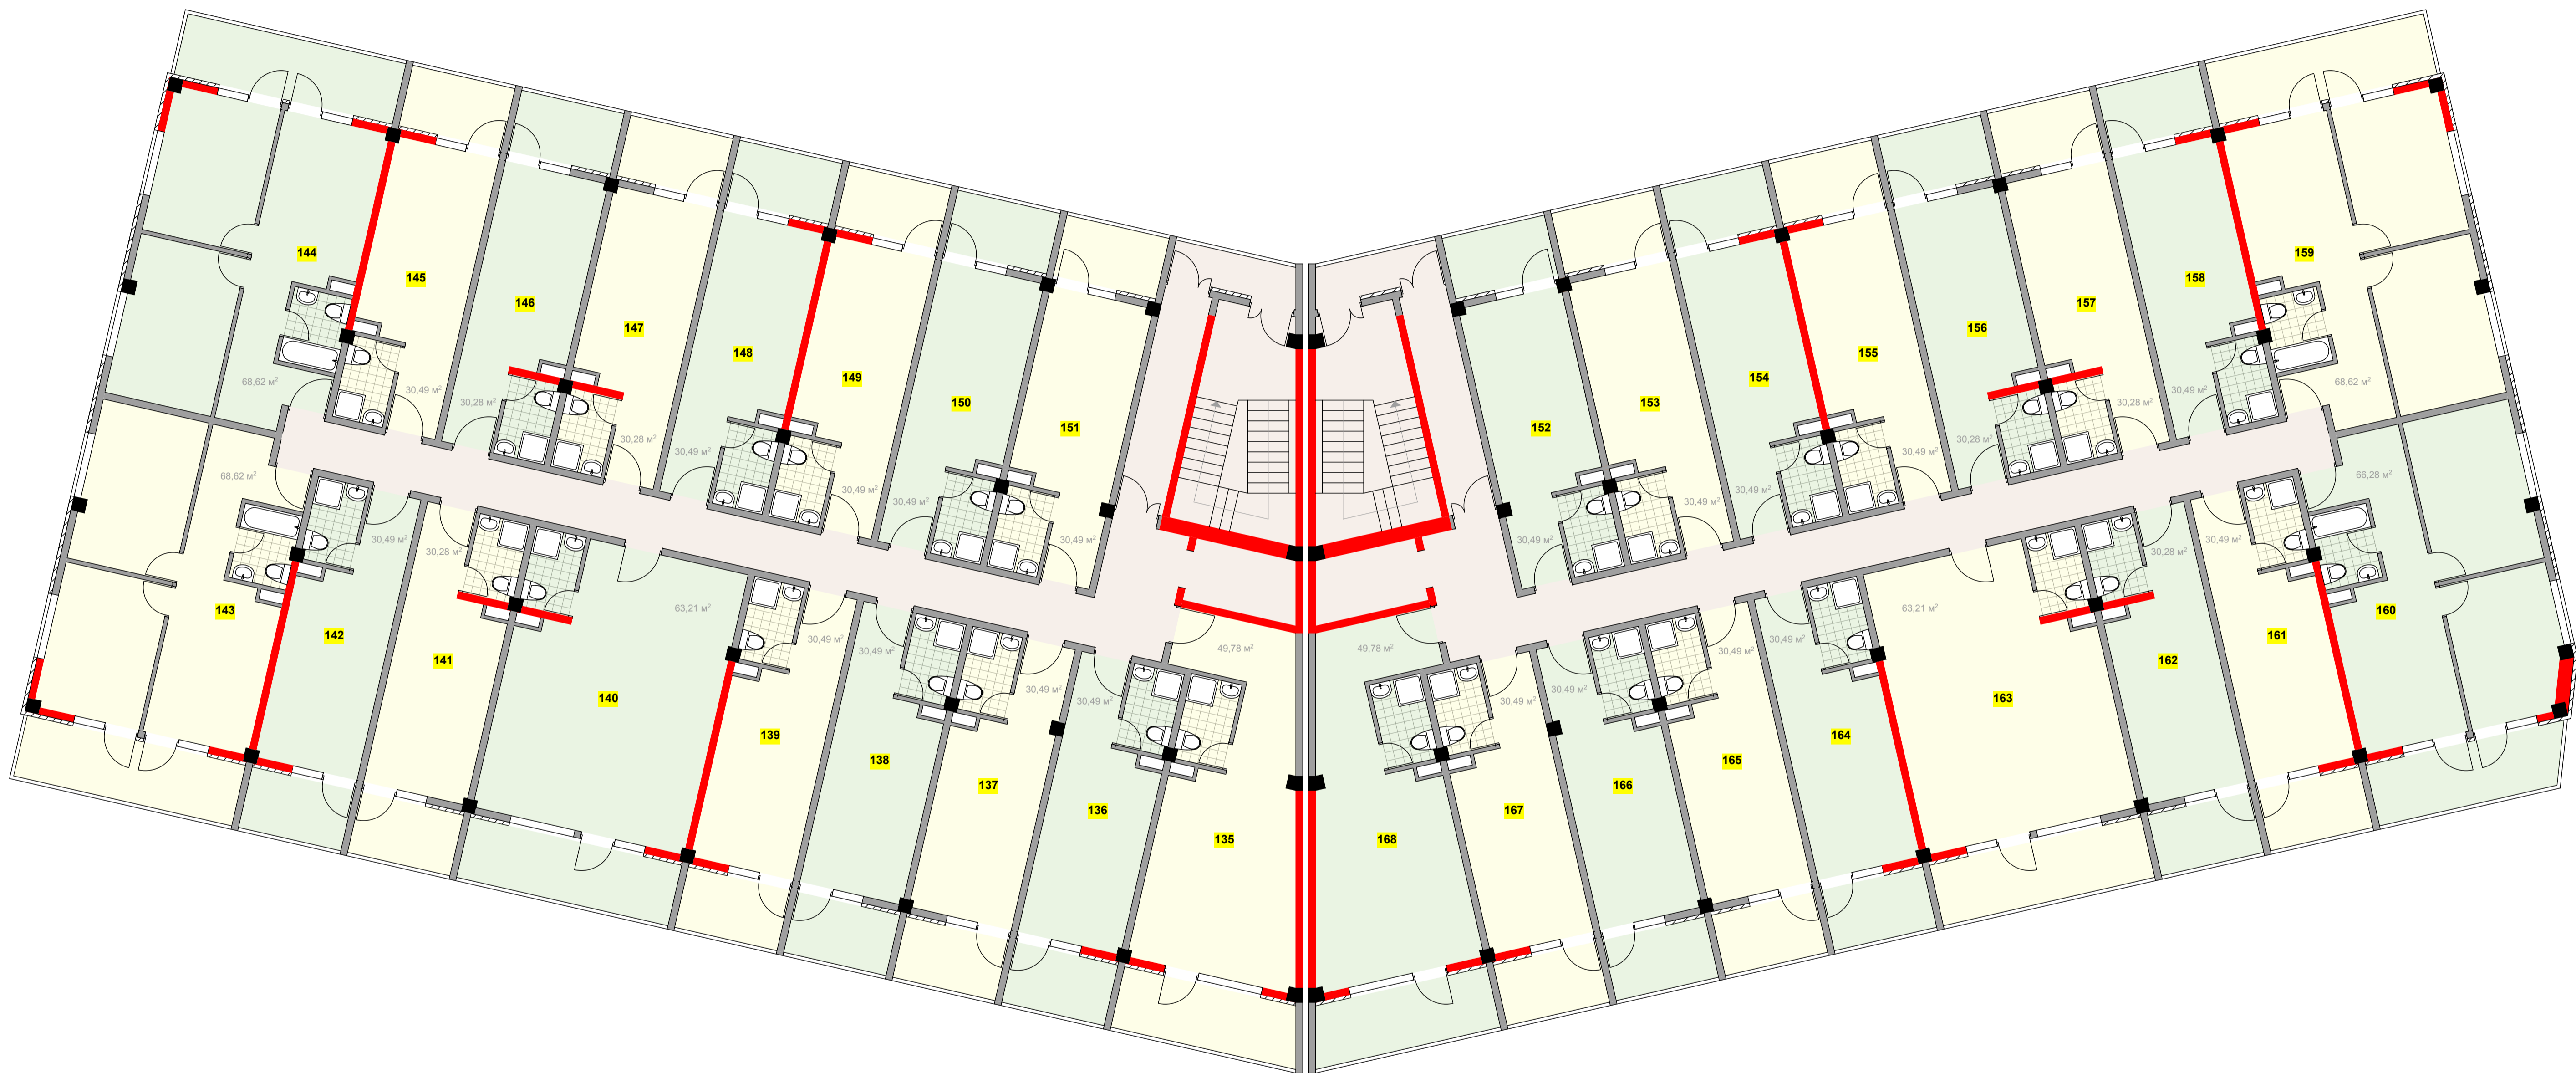 144
68,62 м²
145
30,49 м²
146
30,28 м²
147
30,28 м²
148
30,49 м²
149
30,49 м²
150
30,49 м²
151
30,49 м²
152
30,49 м²
153
30,49 м²
154
30,49 м²
155
30,49 м²
156
30,28 м²
157
30,28 м²
158
30,49 м²
159
68,62 м²
143
68,62 м²
142
30,49 м²
141
30,28 м²
140
63,21 м²
139
30,49 м²
138
30,49 м²
137
30,49 м²
136
30,49 м²
135
49,78 м²
168
49,78 м²
167
30,49 м²
166
30,49 м²
165
30,49 м²
164
30,49 м²
163
63,21 м²
162
30,28 м²
161
30,49 м²
160
66,28 м²